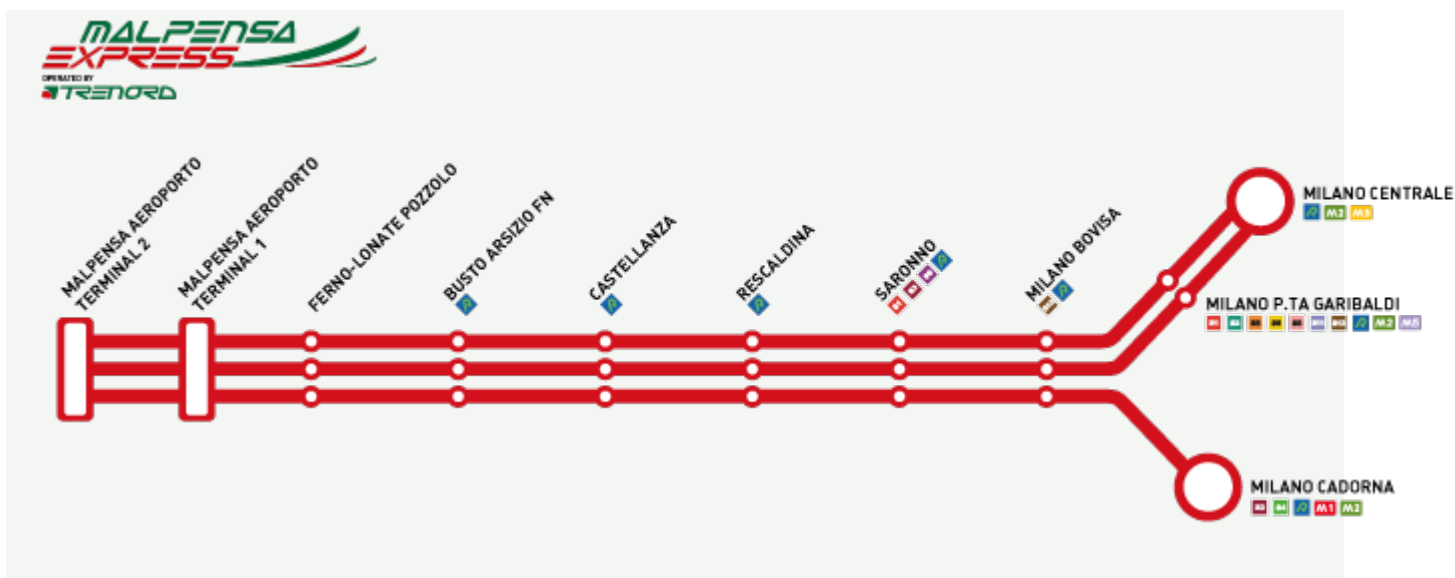 MALPENSA
EXPRESS
OPERATED BY
TRENORD
MALPENSA AEROPORTO
TERMINAL 2
MALPENSA AEROPORTO
TERMINAL 1
FERNO-LONATE POZZOLO
BUSTO ARSIZIO FN
CASTELLANZA
RESCALDINA
SARONNO
MILANO BOVISA
MILANO CENTRALE
M2 M3
MILANO P.TA GARIBALDI
M2 M5
MILANO CADORNA
M1 M2